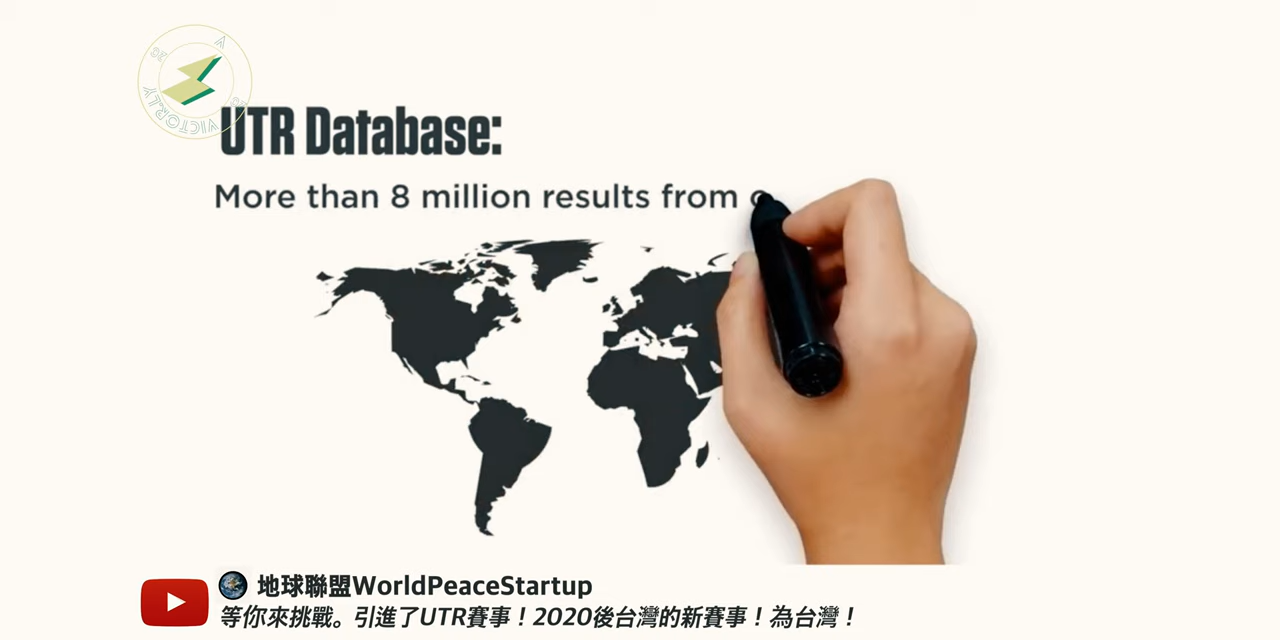 VICTOR.LY
UTR Database:
More than 8 million results from
地球聯盟WorldPeaceStartup
等你來挑戰。引進了UTR賽事！2020後台灣的新賽事！為台灣！